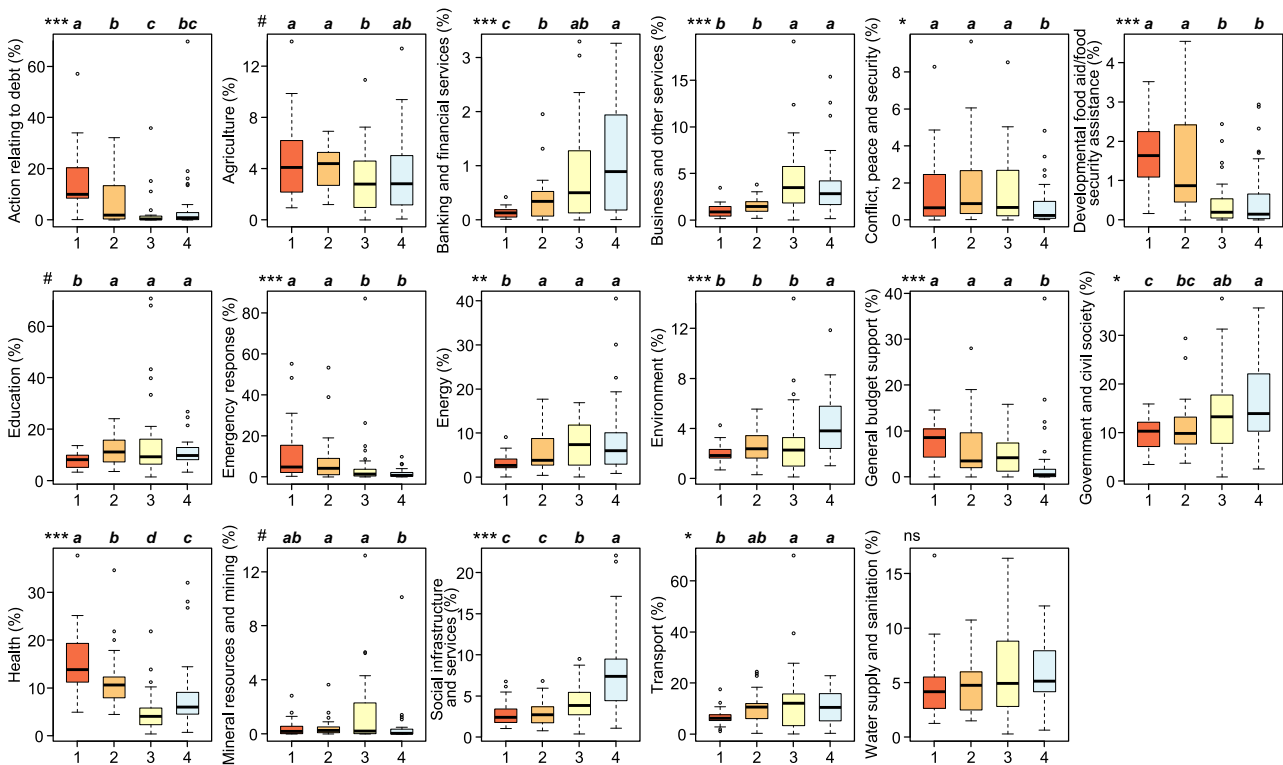 *** a b c bc
Action relating to debt (%)
60
40
20
0
1 2 3 4
# a a b ab
Agriculture (%)
12
8
4
0
1 2 3 4
*** c b ab a
Banking and financial services (%)
3
2
1
0
1 2 3 4
*** b b a a
Business and other services (%)
15
10
5
0
1 2 3 4
* a a a b
Conflict, peace and security (%)
10
8
6
4
2
0
1 2 3 4
*** a a b b
Developmental food aid/food
security assistance (%)
4
3
2
1
0
1 2 3 4
# b a a a
Education (%)
60
40
20
0
1 2 3 4
*** a a b b
Emergency response (%)
80
60
40
20
0
1 2 3 4
** b a a a
Energy (%)
40
30
20
10
0
1 2 3 4
*** b b b a
Environment (%)
12
8
4
0
1 2 3 4
*** a a a b
General budget support (%)
40
30
20
10
0
1 2 3 4
* c bc ab a
Government and civil society (%)
30
20
10
0
1 2 3 4
*** a b d c
Health (%)
30
20
10
0
1 2 3 4
# ab a a b
Mineral resources and mining (%)
12
8
4
0
1 2 3 4
*** c c b a
Social infrastructure
and services (%)
20
15
10
5
0
1 2 3 4
* b ab a a
Transport (%)
80
60
40
20
0
1 2 3 4
ns
Water supply and sanitation (%)
15
10
5
0
1 2 3 4